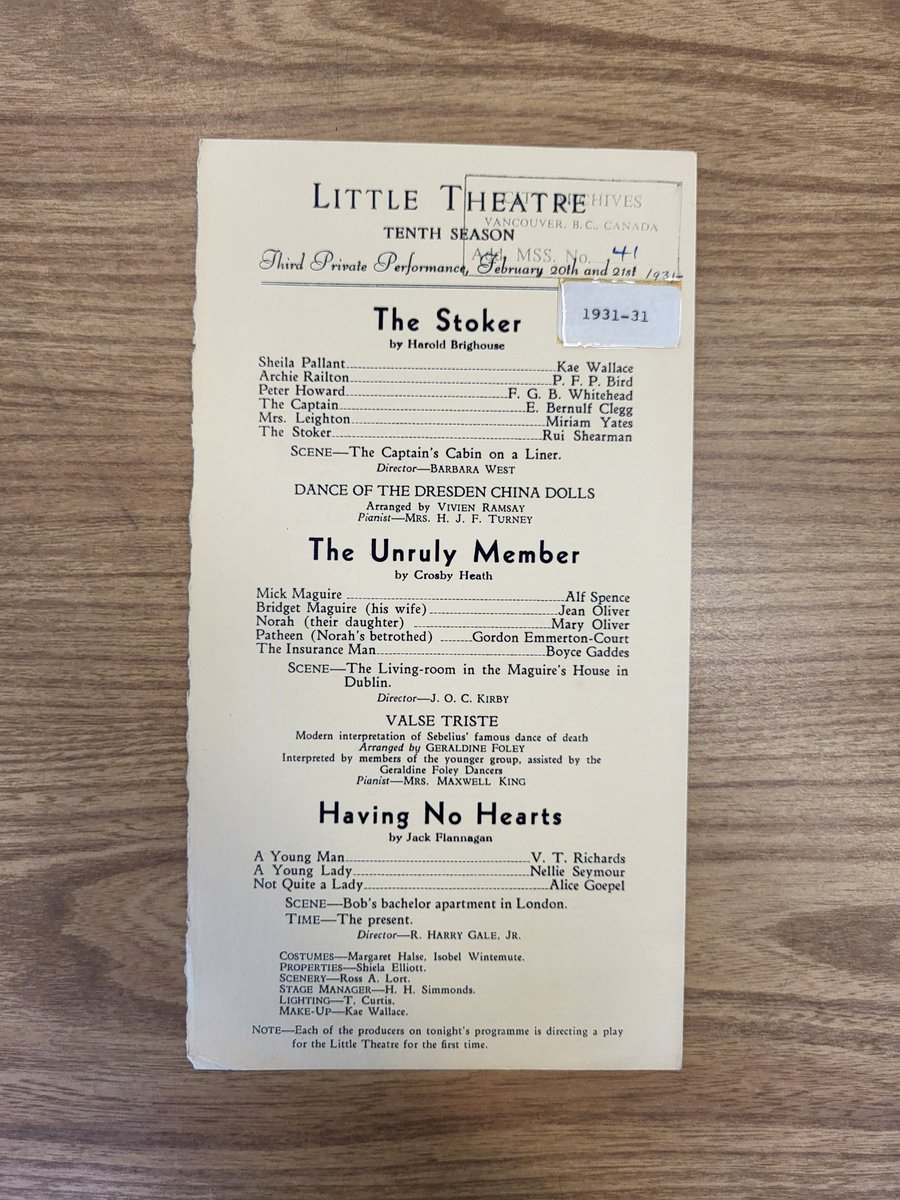 LITTLE THEATRE
CITY ARCHIVES
VANCOUVER, B.C., CANADA
TENTH SEASON
Add. MSS. No. 41
Third Private Performance, February 20th and 21st 1931-
1931-31
The Stoker
by Harold Brighouse
Sheila Pallant Kae Wallace
Archie Railton P. F. P. Bird
Peter Howard F. G. B. Whitehead
The Captain E. Bernulf Clegg
Mrs. Leighton Miriam Yates
The Stoker Rui Shearman
SCENE—The Captain's Cabin on a Liner.
Director—BARBARA WEST
DANCE OF THE DRESDEN CHINA DOLLS
Arranged by VIVIEN RAMSAY
Pianist—MRS. H. J. F. TURNEY
The Unruly Member
by Crosby Heath
Mick Maguire Alf Spence
Bridget Maguire (his wife) Jean Oliver
Norah (their daughter) Mary Oliver
Patheen (Norah's betrothed) Gordon Emmerton-Court
The Insurance Man Boyce Gaddes
SCENE—The Living-room in the Maguire's House in
Dublin.
Director—J. O. C. KIRBY
VALSE TRISTE
Modern interpretation of Sebelius' famous dance of death
Arranged by GERALDINE FOLEY
Interpreted by members of the younger group, assisted by the
Geraldine Foley Dancers
Pianist—MRS. MAXWELL KING
Having No Hearts
by Jack Flannagan
A Young Man V. T. Richards
A Young Lady Nellie Seymour
Not Quite a Lady Alice Goepel
SCENE—Bob's bachelor apartment in London.
TIME—The present.
Director—R. HARRY GALE, JR.
COSTUMES—Margaret Halse, Isobel Wintemute.
PROPERTIES—Shiela Elliott.
SCENERY—Ross A. Lort.
STAGE MANAGER—H. H. Simmonds.
LIGHTING—T. Curtis.
MAKE-UP—Kae Wallace.
NOTE—Each of the producers on tonight's programme is directing a play
for the Little Theatre for the first time.